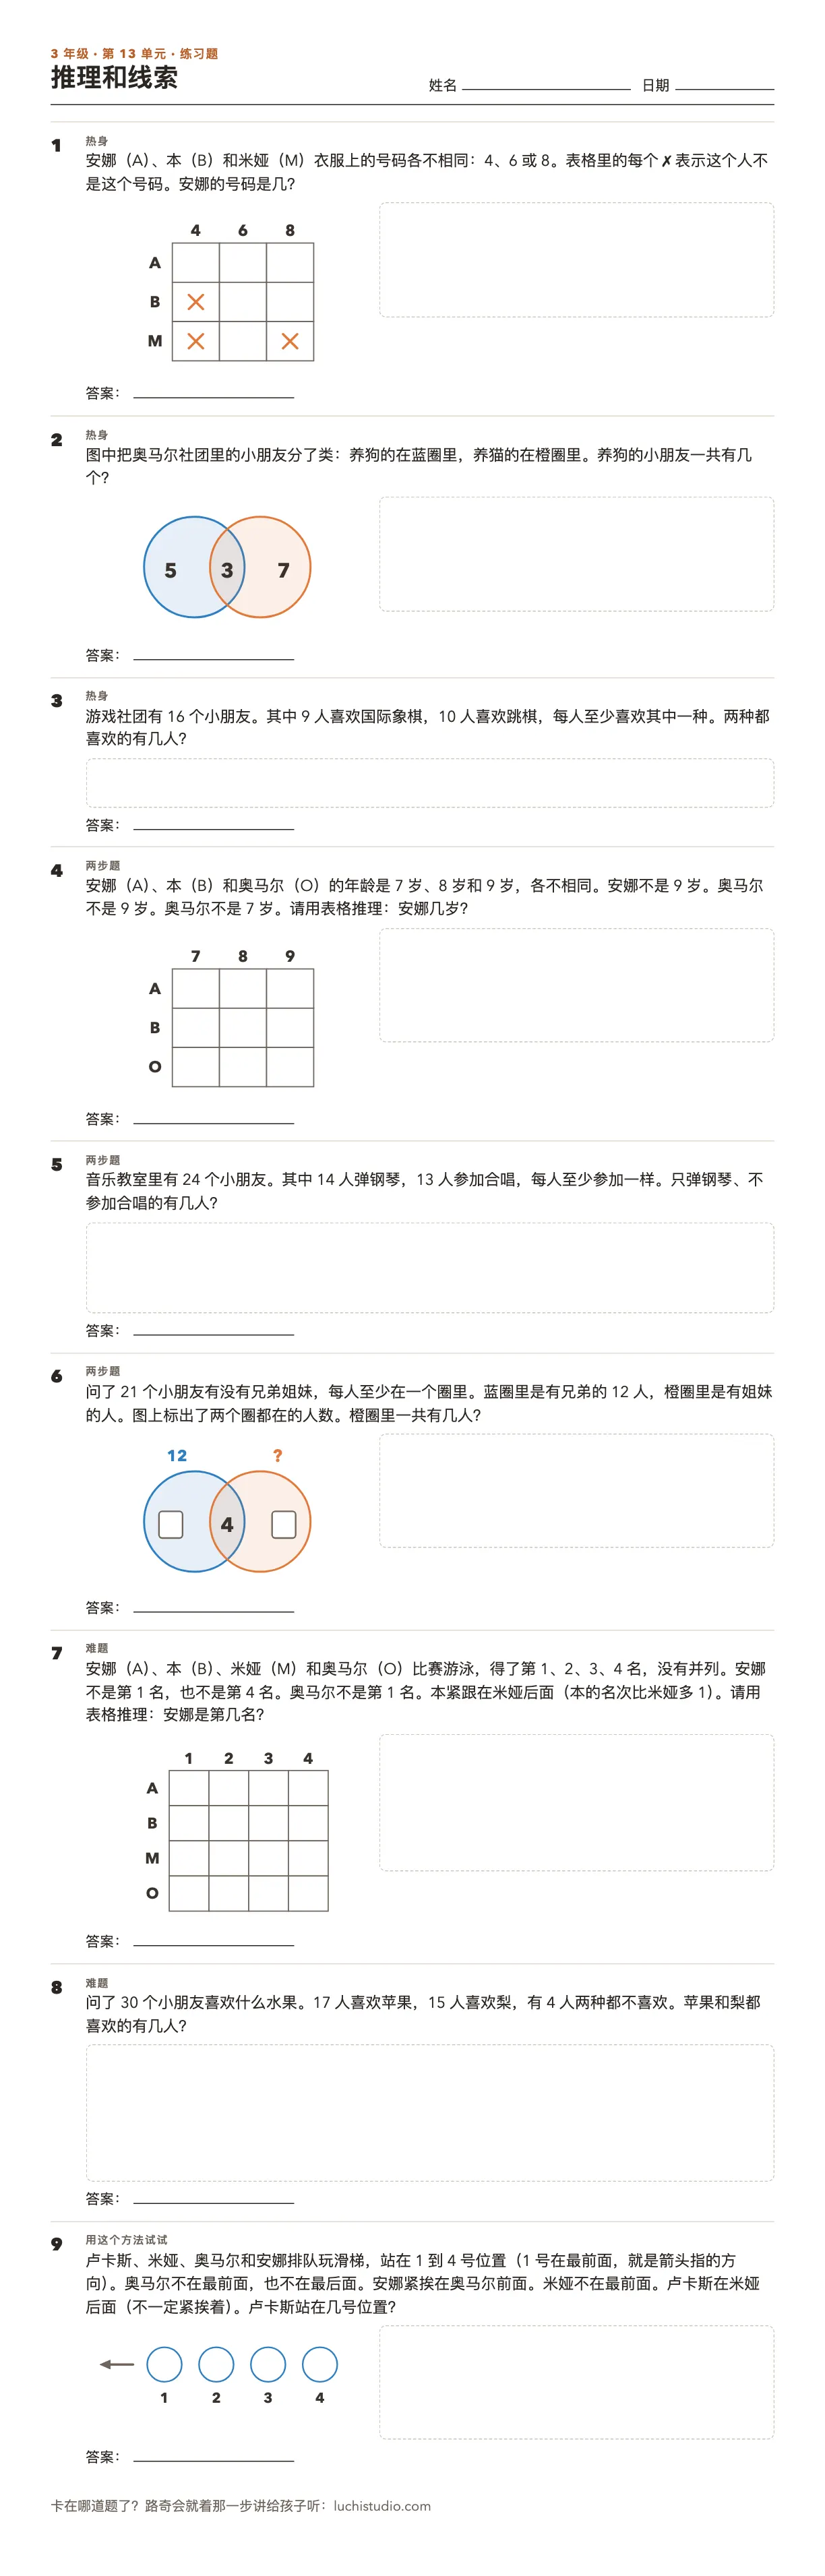 3 年级 · 第 13 单元 · 练习题
推理和线索
姓名 日期
1
热身
安娜（A）、本（B）和米娅（M）衣服上的号码各不相同：4、6 或 8。表格里的每个 ✗ 表示这个人不
是这个号码。安娜的号码是几？
4 6 8
A
B
M
答案：
2
热身
图中把奥马尔社团里的小朋友分了类：养狗的在蓝圈里，养猫的在橙圈里。养狗的小朋友一共有几
个？
5 3 7
答案：
3
热身
游戏社团有 16 个小朋友。其中 9 人喜欢国际象棋，10 人喜欢跳棋，每人至少喜欢其中一种。两种都
喜欢的有几人？
答案：
4
两步题
安娜（A）、本（B）和奥马尔（O）的年龄是 7 岁、8 岁和 9 岁，各不相同。安娜不是 9 岁。奥马尔
不是 9 岁。奥马尔不是 7 岁。请用表格推理：安娜几岁？
7 8 9
A
B
O
答案：
5
两步题
音乐教室里有 24 个小朋友。其中 14 人弹钢琴，13 人参加合唱，每人至少参加一样。只弹钢琴、不
参加合唱的有几人？
答案：
6
两步题
问了 21 个小朋友有没有兄弟姐妹，每人至少在一个圈里。蓝圈里是有兄弟的 12 人，橙圈里是有姐妹
的人。图上标出了两个圈都在的人数。橙圈里一共有几人？
12 ?
4
答案：
7
难题
安娜（A）、本（B）、米娅（M）和奥马尔（O）比赛游泳，得了第 1、2、3、4 名，没有并列。安娜
不是第 1 名，也不是第 4 名。奥马尔不是第 1 名。本紧跟在米娅后面（本的名次比米娅多 1）。请用
表格推理：安娜是第几名？
1 2 3 4
A
B
M
O
答案：
8
难题
问了 30 个小朋友喜欢什么水果。17 人喜欢苹果，15 人喜欢梨，有 4 人两种都不喜欢。苹果和梨都
喜欢的有几人？
答案：
9
用这个方法试试
卢卡斯、米娅、奥马尔和安娜排队玩滑梯，站在 1 到 4 号位置（1 号在最前面，就是箭头指的方
向）。奥马尔不在最前面，也不在最后面。安娜紧挨在奥马尔前面。米娅不在最前面。卢卡斯在米娅
后面（不一定紧挨着）。卢卡斯站在几号位置？
1 2 3 4
答案：
卡在哪道题了？路奇会就着那一步讲给孩子听：luchistudio.com